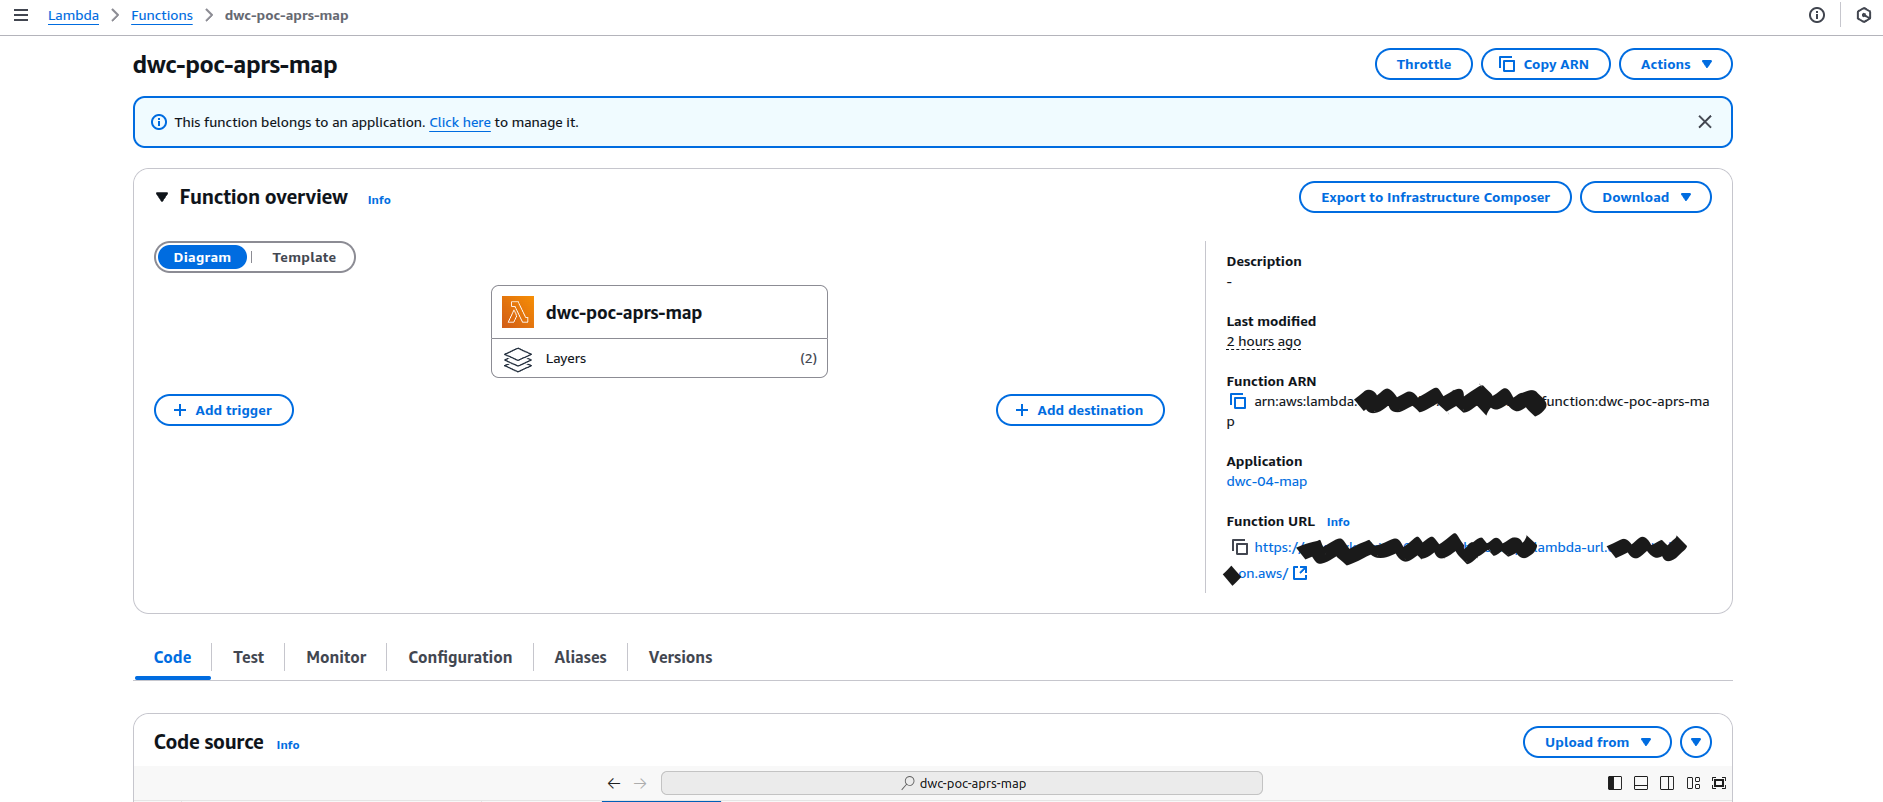 Lambda > Functions > dwc-poc-aprs-map
dwc-poc-aprs-map
Throttle
Copy ARN
Actions
This function belongs to an application. Click here to manage it.
Function overview Info
Export to Infrastructure Composer
Download
Diagram | Template
dwc-poc-aprs-map
Layers (2)
+ Add trigger
+ Add destination
Description
-
Last modified
2 hours ago
Function ARN
arn:aws:lambda: function:dwc-poc-aprs-ma
p
Application
dwc-04-map
Function URL Info
https:/ lambda-url.
on.aws/
Code
Test
Monitor
Configuration
Aliases
Versions
Code source Info
Upload from
dwc-poc-aprs-map